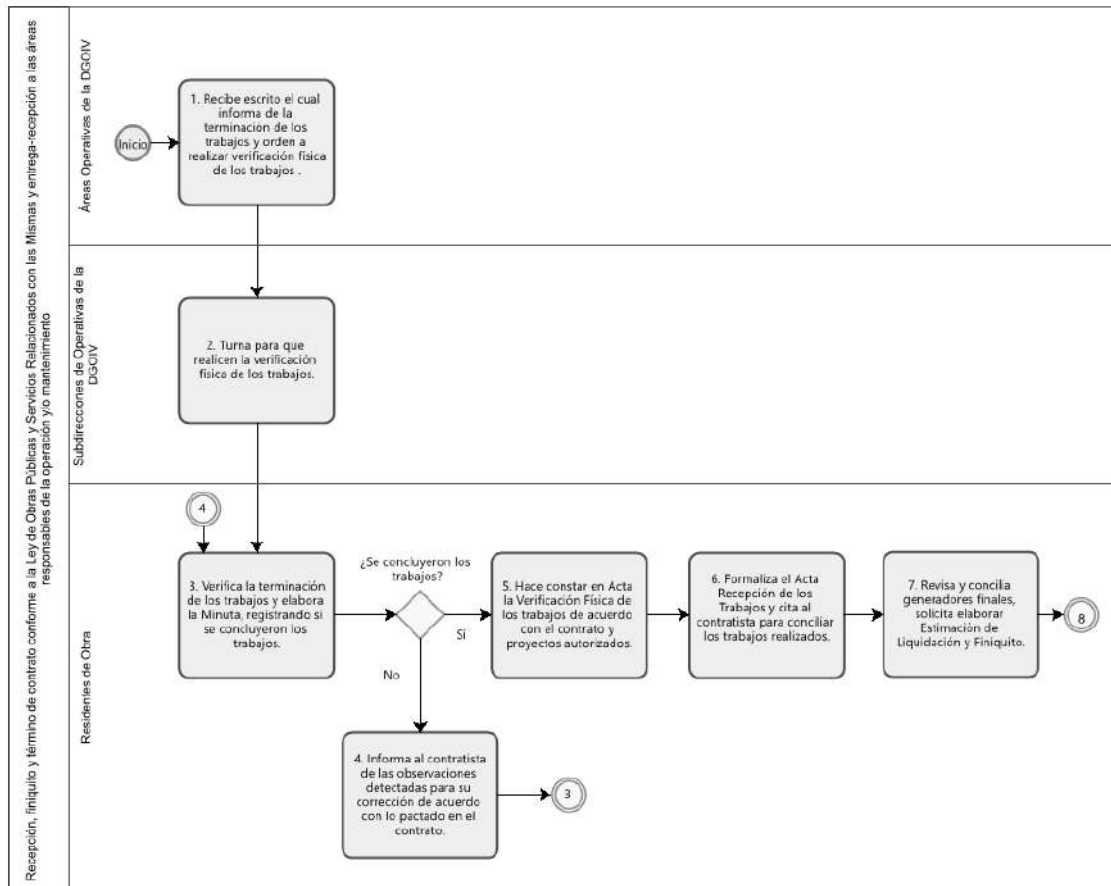 Recepción, finiquito y término de contrato conforme a la Ley de Obras Públicas y Servicios Relacionados con las Mismas y entrega-recepción a las áreas
responsables de la operación y/o mantenimiento
Áreas Operativas de la DGOIV
Inicio
1. Recibe escrito el cual
informa de la
terminación de los
trabajos y orden a
realizar verificación física
de los trabajos .
Subdirecciones de Operativas de la
DGOIV
2. Turna para que
realicen la verificación
física de los trabajos.
Residentes de Obra
4
3. Verifica la terminación
de los trabajos y elabora
la Minuta, registrando si
se concluyeron los
trabajos.
¿Se concluyeron los
trabajos?
Sí
No
5. Hace constar en Acta
la Verificación Física de
los trabajos de acuerdo
con el contrato y
proyectos autorizados.
6. Formaliza el Acta
Recepción de los
Trabajos y cita al
contratista para conciliar
los trabajos realizados.
7. Revisa y concilia
generadores finales,
solicita elaborar
Estimación de
Liquidación y Finiquito.
8
4. Informa al contratista
de las observaciones
detectadas para su
corrección de acuerdo
con lo pactado en el
contrato.
3